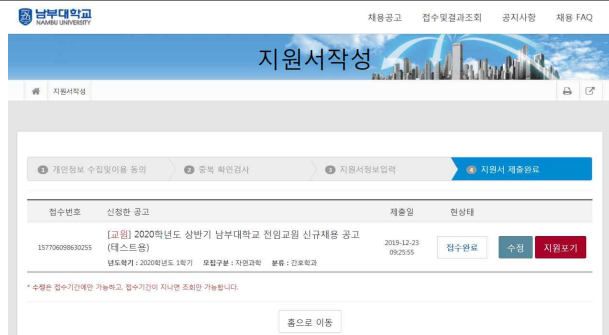 남부대학교
NAMBU UNIVERSITY
채용공고 접수및결과조회 공지사항 채용 FAQ
지원서작성
지원서작성
1 개인정보 수집및이용 동의 2 중복 확인검사 3 지원서정보입력 4 지원서 제출완료
접수번호 신청한 공고 제출일 현상태
[교원] 2020학년도 상반기 남부대학교 전임교원 신규채용 공고
(테스트용)
157706098630255 2019-12-23
09:25:55 접수완료 수정 지원포기
년도학기 : 2020학년도 1학기 모집구분 : 자연과학 분류 : 간호학과
* 수정은 접수기간에만 가능하고, 접수기간이 지나면 조회만 가능합니다.
홈으로 이동